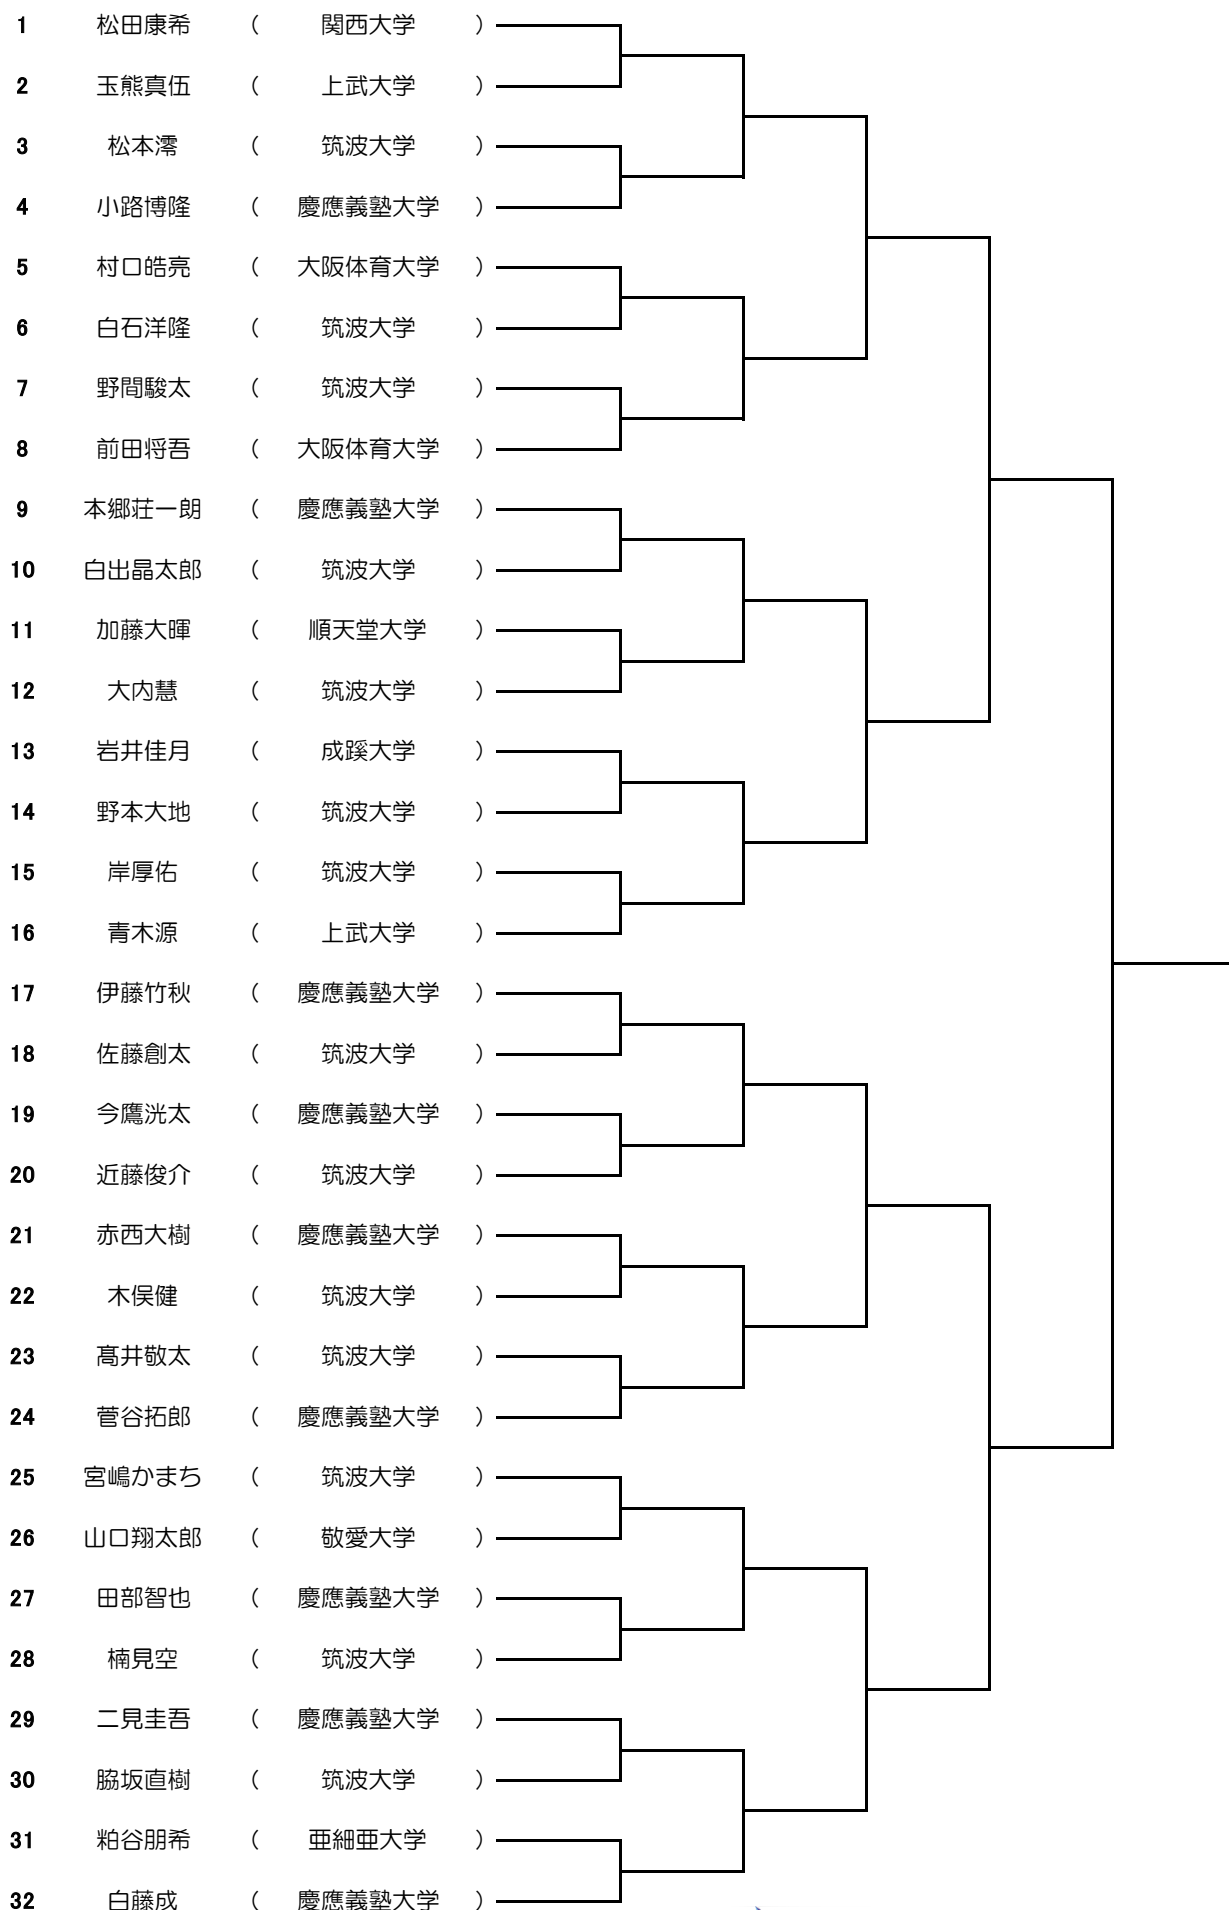 1 松田康希 ( 関西大学 )
2 玉熊真伍 ( 上武大学 )
3 松本澪 ( 筑波大学 )
4 小路博隆 ( 慶應義塾大学 )
5 村口皓亮 ( 大阪体育大学 )
6 白石洋隆 ( 筑波大学 )
7 野間駿太 ( 筑波大学 )
8 前田将吾 ( 大阪体育大学 )
9 本郷荘一朗 ( 慶應義塾大学 )
10 白出晶太郎 ( 筑波大学 )
11 加藤大暉 ( 順天堂大学 )
12 大内慧 ( 筑波大学 )
13 岩井佳月 ( 成蹊大学 )
14 野本大地 ( 筑波大学 )
15 岸厚佑 ( 筑波大学 )
16 青木源 ( 上武大学 )
17 伊藤竹秋 ( 慶應義塾大学 )
18 佐藤創太 ( 筑波大学 )
19 今鷹洸太 ( 慶應義塾大学 )
20 近藤俊介 ( 筑波大学 )
21 赤西大樹 ( 慶應義塾大学 )
22 木俣健 ( 筑波大学 )
23 髙井敬太 ( 筑波大学 )
24 菅谷拓郎 ( 慶應義塾大学 )
25 宮嶋かまち ( 筑波大学 )
26 山口翔太郎 ( 敬愛大学 )
27 田部智也 ( 慶應義塾大学 )
28 楠見空 ( 筑波大学 )
29 二見圭吾 ( 慶應義塾大学 )
30 脇坂直樹 ( 筑波大学 )
31 粕谷朋希 ( 亜細亜大学 )
32 白藤成 ( 慶應義塾大学 )